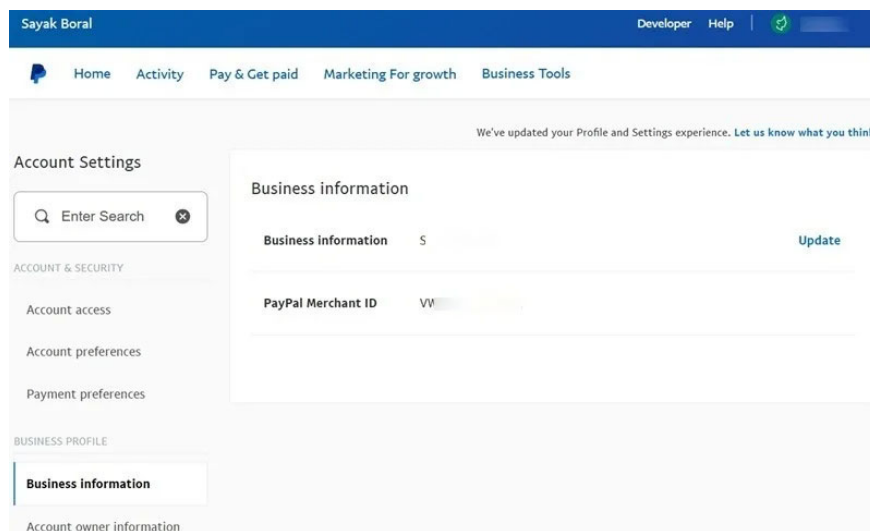 Sayak Boral
Developer Help
Home Activity Pay & Get paid Marketing For growth Business Tools
We've updated your Profile and Settings experience. Let us know what you think
Account Settings
Enter Search
ACCOUNT & SECURITY
Account access
Account preferences
Payment preferences
BUSINESS PROFILE
Business information
Account owner information
Business information
Business information S Update
PayPal Merchant ID VW